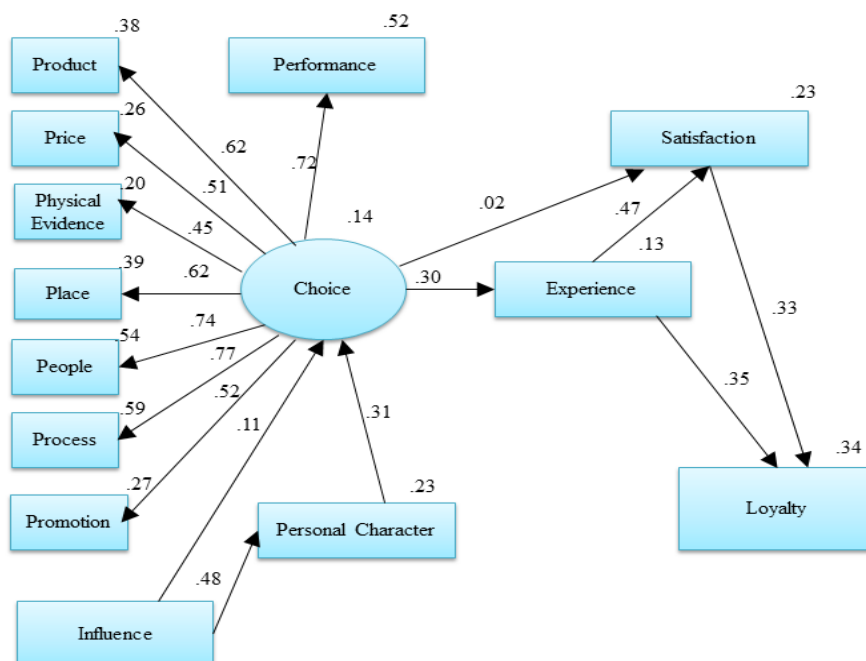 .38
.52
Product
Performance
.26
.23
Price
.62
Satisfaction
.51
.72
.20
Physical
Evidence
.02
.47
.45
.14
.13
.39
.62
.30
Place
Choice
Experience
.74
.33
.54
People
.77
.52
.35
.59
.11
.31
Process
.34
.27
.23
Promotion
Personal Character
Loyalty
.48
Influence